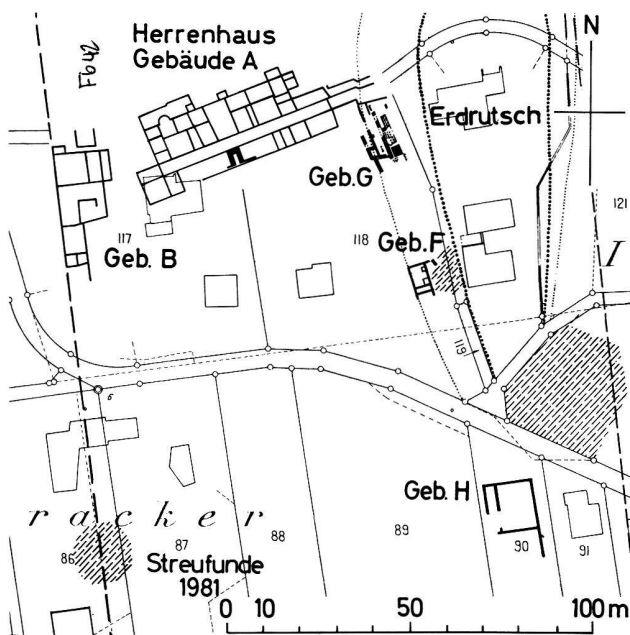 Herrenhaus
Gebäude A
N
Fb42
Erdrutsch
Geb. G
121
117
Geb. B
118
Geb. F
I
119
6
Geb. H
r a c k e r
86
87
88
89
90
91
Streufunde
1981
0 10 50 100 m